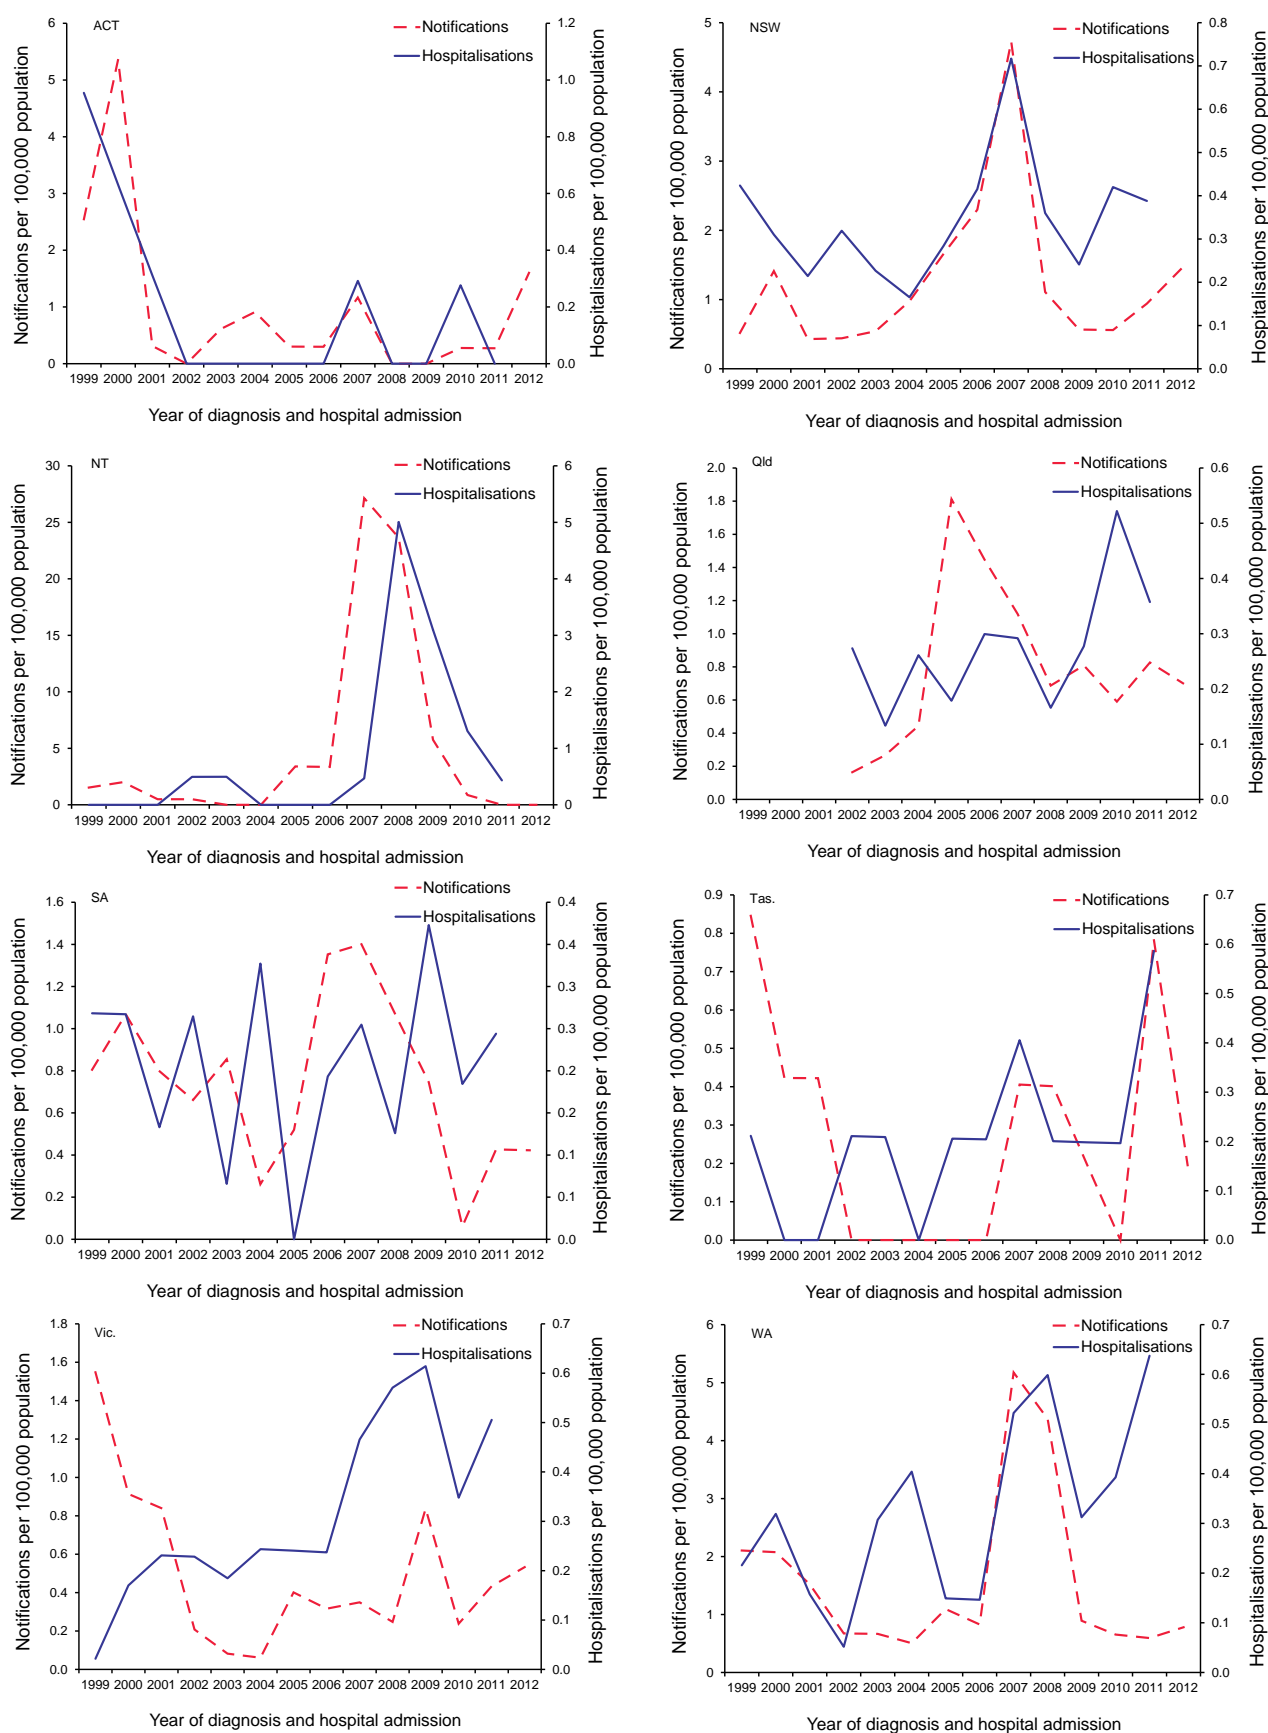 ACT
Notifications
Hospitalisations
Notifications per 100,000 population
6
5
4
3
2
1
0
1.2
1.0
0.8
0.6
0.4
0.2
0.0
Hospitalisations per 100,000 population
1999 2000 2001 2002 2003 2004 2005 2006 2007 2008 2009 2010 2011 2012
Year of diagnosis and hospital admission
NSW
Notifications
Hospitalisations
Notifications per 100,000 population
5
4
3
2
1
0
0.8
0.7
0.6
0.5
0.4
0.3
0.2
0.1
0.0
Hospitalisations per 100,000 population
1999 2000 2001 2002 2003 2004 2005 2006 2007 2008 2009 2010 2011 2012
Year of diagnosis and hospital admission
NT
Notifications
Hospitalisations
Notifications per 100,000 population
30
25
20
15
10
5
0
6
5
4
3
2
1
0
Hospitalisations per 100,000 population
1999 2000 2001 2002 2003 2004 2005 2006 2007 2008 2009 2010 2011 2012
Year of diagnosis and hospital admission
Qld
Notifications
Hospitalisations
Notifications per 100,000 population
2.0
1.8
1.6
1.4
1.2
1.0
0.8
0.6
0.4
0.2
0.0
0.6
0.5
0.4
0.3
0.2
0.1
0.0
Hospitalisations per 100,000 population
1999 2000 2001 2002 2003 2004 2005 2006 2007 2008 2009 2010 2011 2012
Year of diagnosis and hospital admission
SA
Notifications
Hospitalisations
Notifications per 100,000 population
1.6
1.4
1.2
1.0
0.8
0.6
0.4
0.2
0.0
0.4
0.4
0.3
0.3
0.2
0.2
0.1
0.1
0.0
Hospitalisations per 100,000 population
1999 2000 2001 2002 2003 2004 2005 2006 2007 2008 2009 2010 2011 2012
Year of diagnosis and hospital admission
Tas.
Notifications
Hospitalisations
Notifications per 100,000 population
0.9
0.8
0.7
0.6
0.5
0.4
0.3
0.2
0.1
0.0
0.7
0.6
0.5
0.4
0.3
0.2
0.1
0.0
Hospitalisations per 100,000 population
1999 2000 2001 2002 2003 2004 2005 2006 2007 2008 2009 2010 2011 2012
Year of diagnosis and hospital admission
Vic.
Notifications
Hospitalisations
Notifications per 100,000 population
1.8
1.6
1.4
1.2
1.0
0.8
0.6
0.4
0.2
0.0
0.7
0.6
0.5
0.4
0.3
0.2
0.1
0.0
Hospitalisations per 100,000 population
1999 2000 2001 2002 2003 2004 2005 2006 2007 2008 2009 2010 2011 2012
Year of diagnosis and hospital admission
WA
Notifications
Hospitalisations
Notifications per 100,000 population
6
5
4
3
2
1
0
0.7
0.6
0.5
0.4
0.3
0.2
0.1
0.0
Hospitalisations per 100,000 population
1999 2000 2001 2002 2003 2004 2005 2006 2007 2008 2009 2010 2011 2012
Year of diagnosis and hospital admission